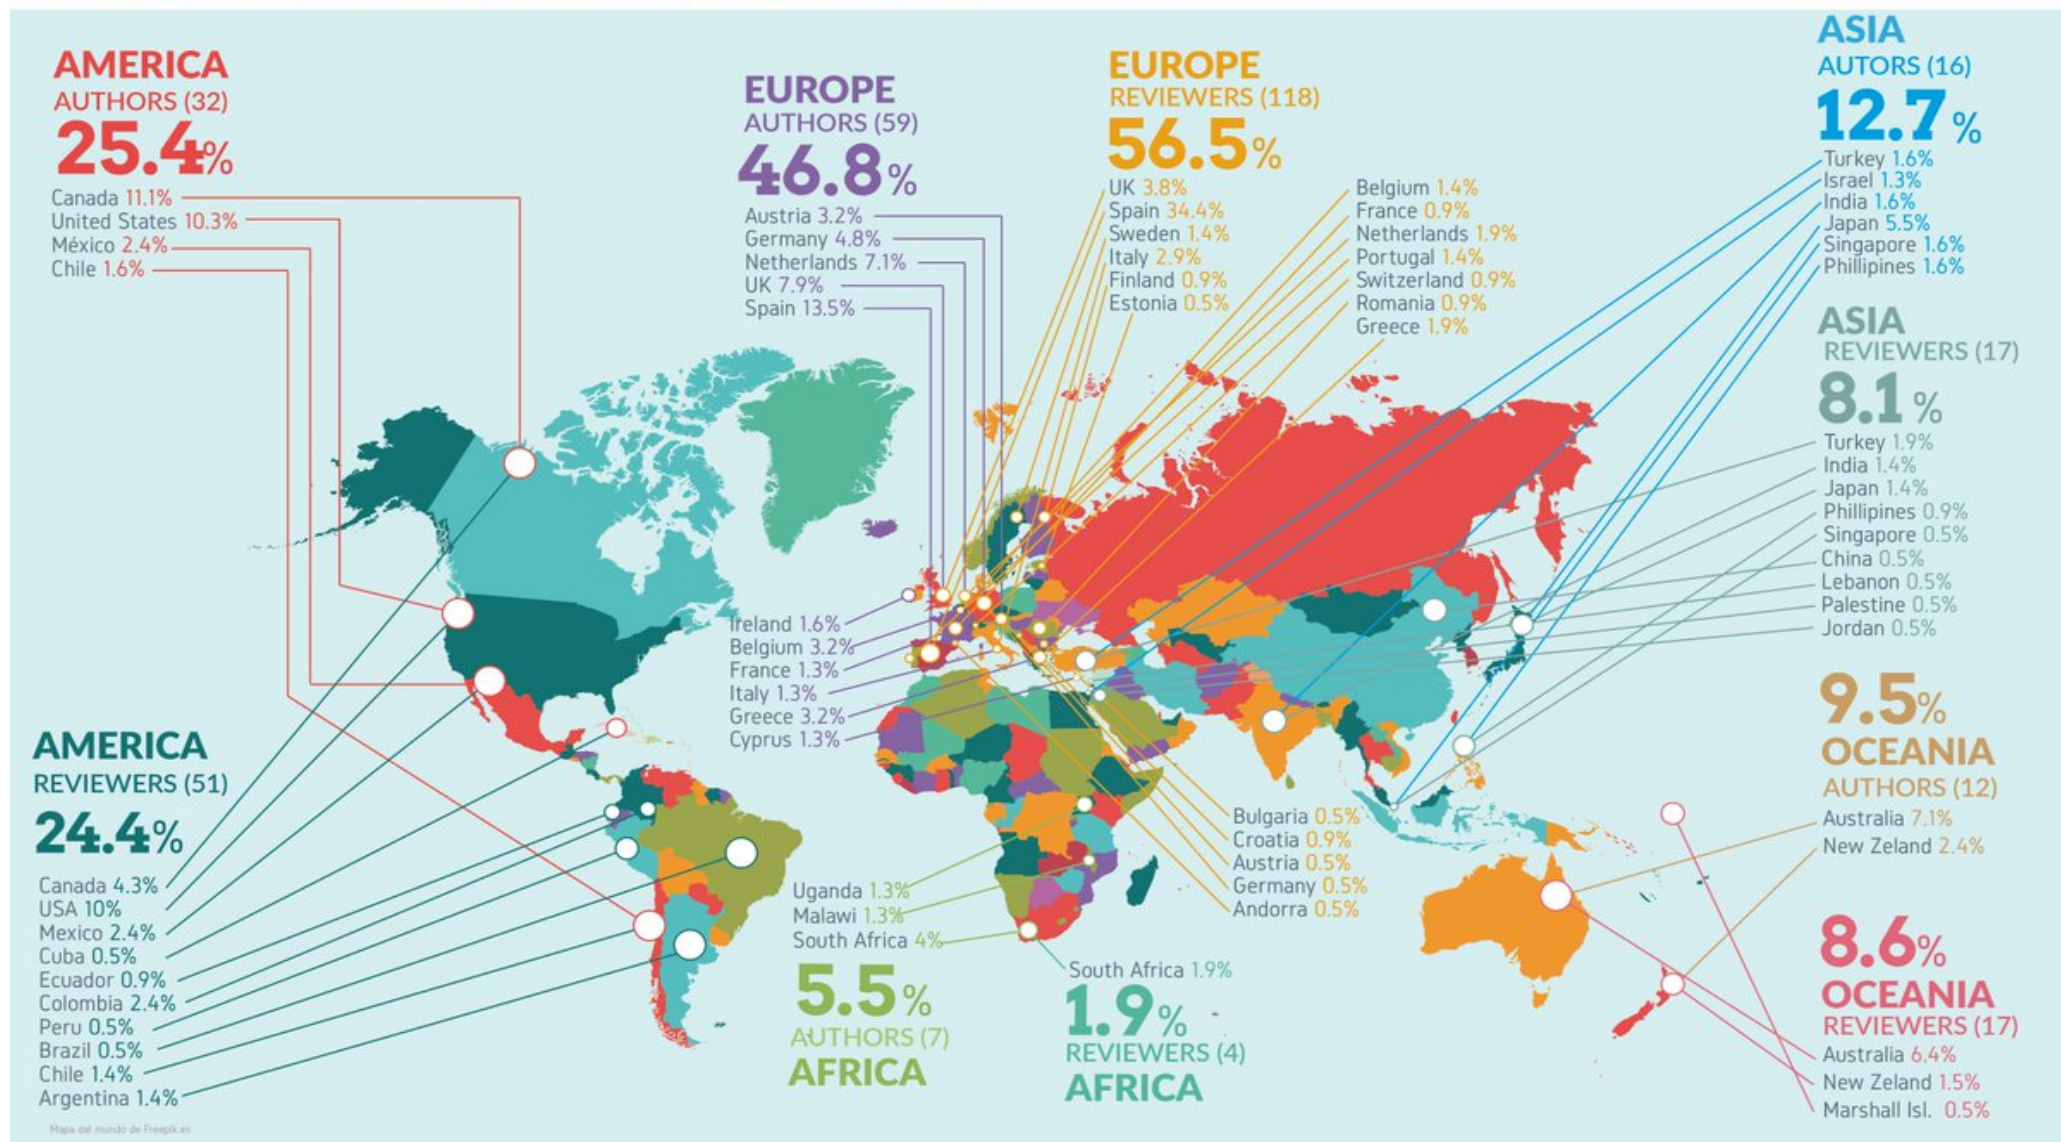 AMERICA
AUTHORS (32)
25.4%
Canada 11.1%
United States 10.3%
México 2.4%
Chile 1.6%
EUROPE
AUTHORS (59)
46.8%
Austria 3.2%
Germany 4.8%
Netherlands 7.1%
UK 7.9%
Spain 13.5%
Ireland 1.6%
Belgium 3.2%
France 1.3%
Italy 1.3%
Greece 3.2%
Cyprus 1.3%
EUROPE
REVIEWERS (118)
56.5%
UK 3.8%
Spain 34.4%
Sweden 1.4%
Italy 2.9%
Finland 0.9%
Estonia 0.5%
Belgium 1.4%
France 0.9%
Netherlands 1.9%
Portugal 1.4%
Switzerland 0.9%
Romania 0.9%
Greece 1.9%
Bulgaria 0.5%
Croatia 0.9%
Austria 0.5%
Germany 0.5%
Andorra 0.5%
ASIA
AUTORS (16)
12.7%
Turkey 1.6%
Israel 1.3%
India 1.6%
Japan 5.5%
Singapore 1.6%
Phillipines 1.6%
ASIA
REVIEWERS (17)
8.1%
Turkey 1.9%
India 1.4%
Japan 1.4%
Phillipines 0.9%
Singapore 0.5%
China 0.5%
Lebanon 0.5%
Palestine 0.5%
Jordan 0.5%
AMERICA
REVIEWERS (51)
24.4%
Canada 4.3%
USA 10%
Mexico 2.4%
Cuba 0.5%
Ecuador 0.9%
Colombia 2.4%
Peru 0.5%
Brazil 0.5%
Chile 1.4%
Argentina 1.4%
Mapa del mundo de Freepik.es
Uganda 1.3%
Malawi 1.3%
South Africa 4%
5.5%
AUTHORS (7)
AFRICA
South Africa 1.9%
1.9%
REVIEWERS (4)
AFRICA
9.5%
OCEANIA
AUTHORS (12)
Australia 7.1%
New Zeland 2.4%
8.6%
OCEANIA
REVIEWERS (17)
Australia 6.4%
New Zeland 1.5%
Marshall Isl. 0.5%